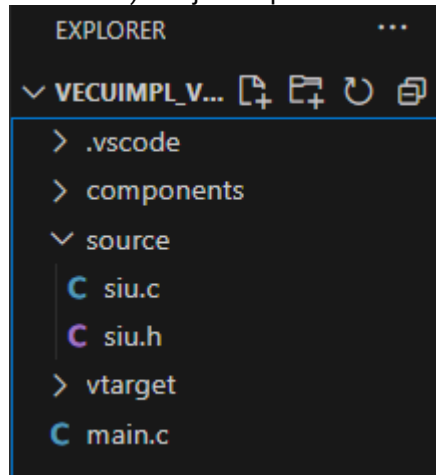 EXPLORER ...
VECUIMPL_V...
.vscode
components
source
C siu.c
C siu.h
vtarget
C main.c